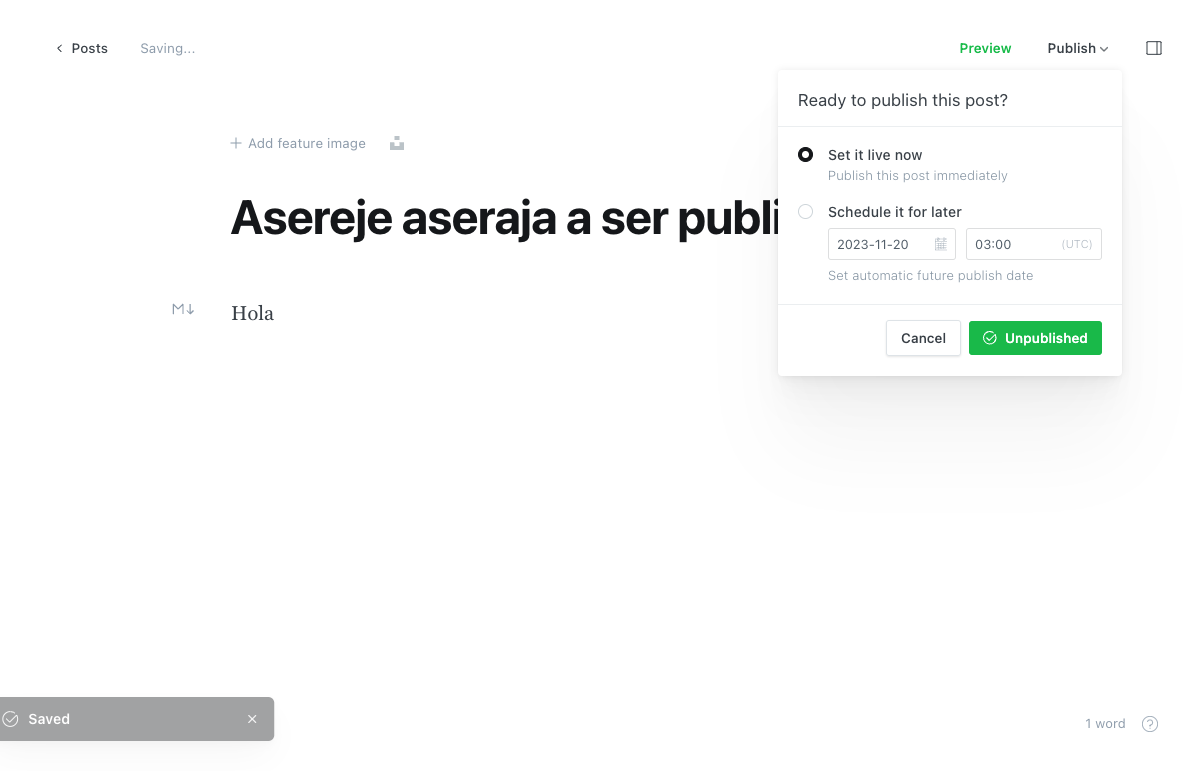 Posts
Saving...
Preview
Publish
Ready to publish this post?
Add feature image
Set it live now
Publish this post immediately
Asereje aseraja a ser publi
Schedule it for later
2023-11-20
03:00 (UTC)
Set automatic future publish date
M↓
Hola
Cancel
Unpublished
Saved
1 word
?